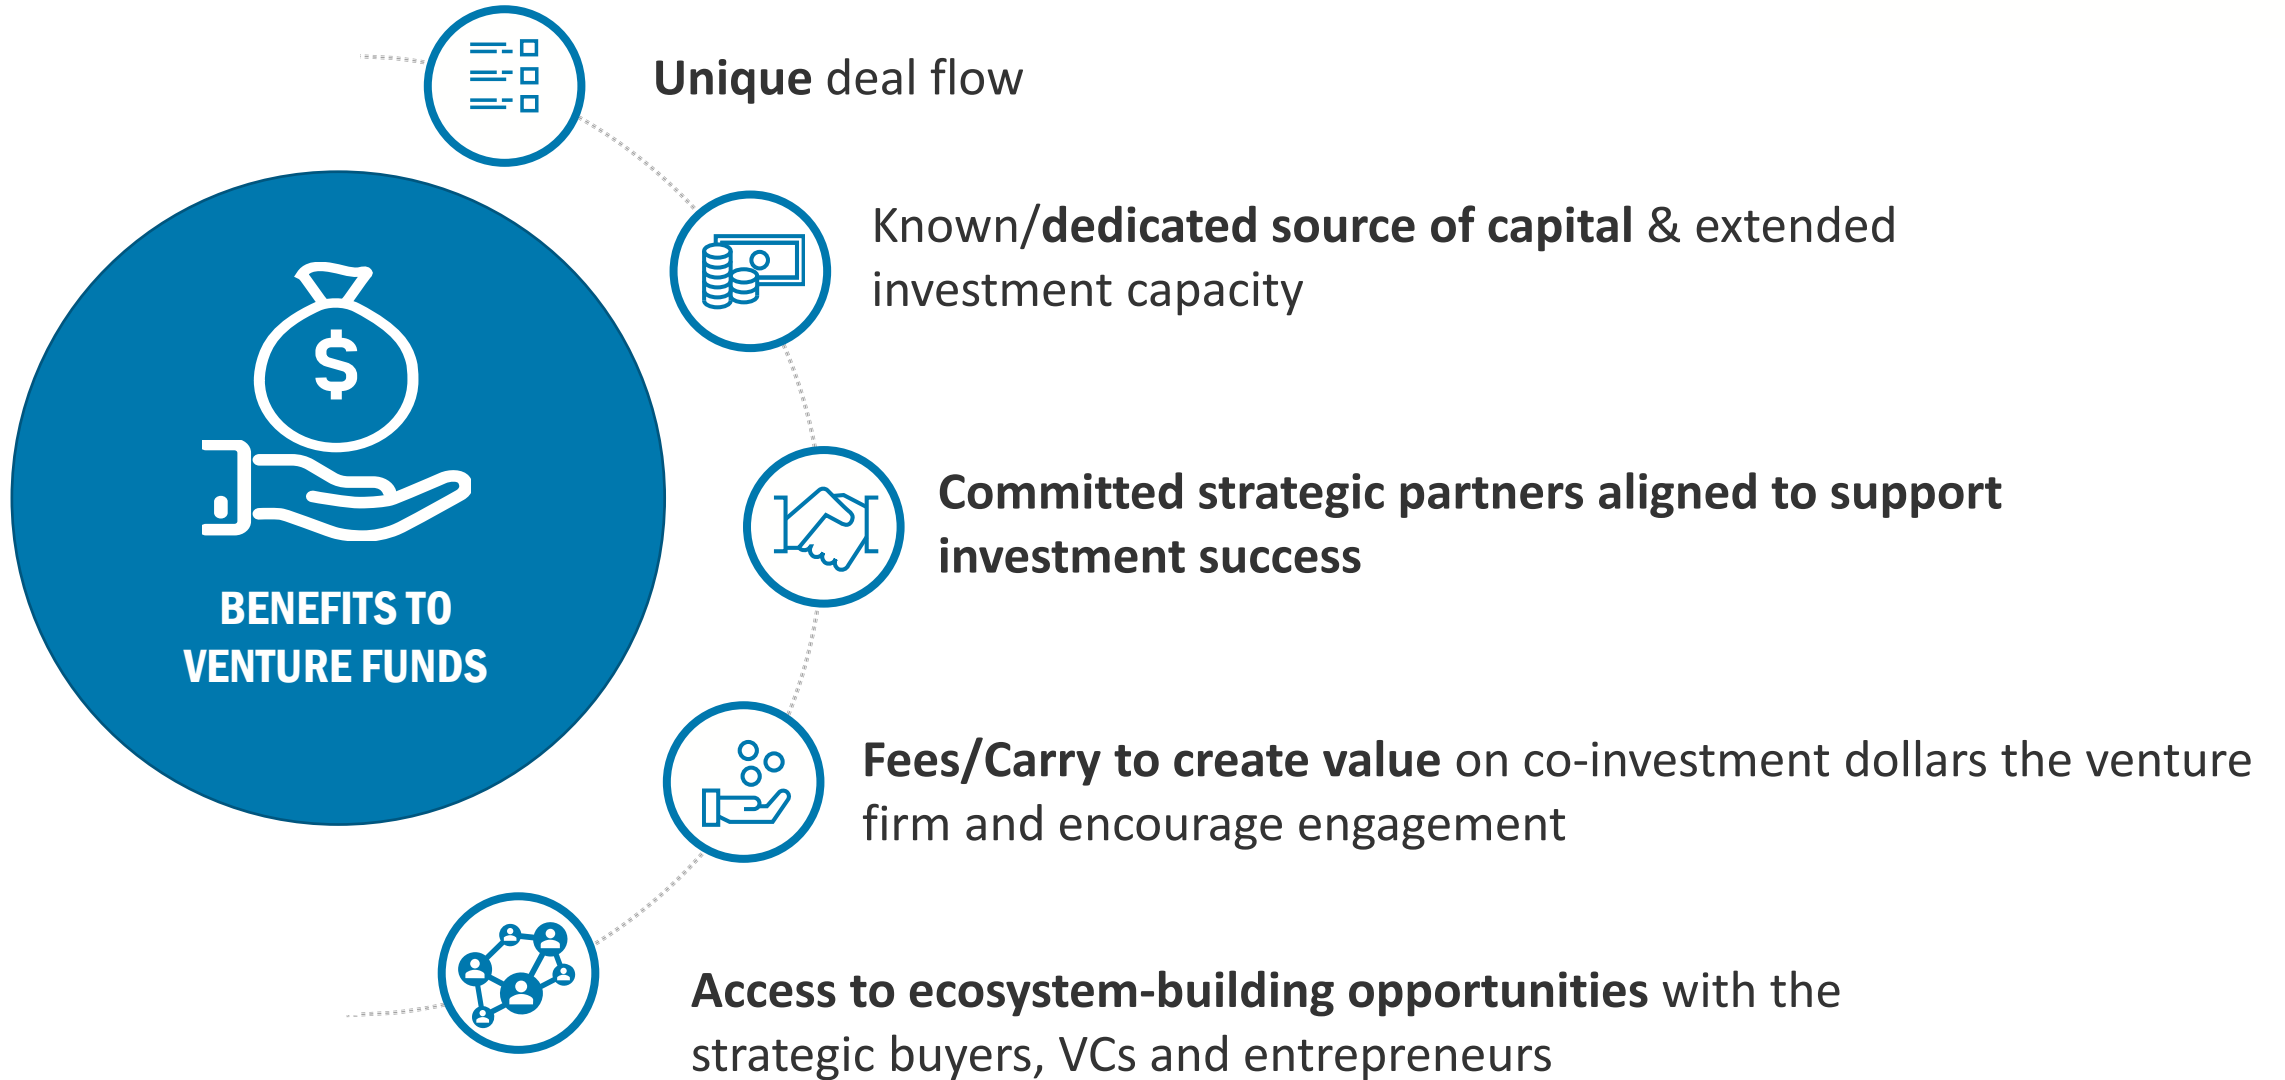 Unique deal flow
Known/dedicated source of capital & extended
investment capacity
$
BENEFITS TO
VENTURE FUNDS
Committed strategic partners aligned to support
investment success
Fees/Carry to create value on co-investment dollars the venture
firm and encourage engagement
Access to ecosystem-building opportunities with the
strategic buyers, VCs and entrepreneurs